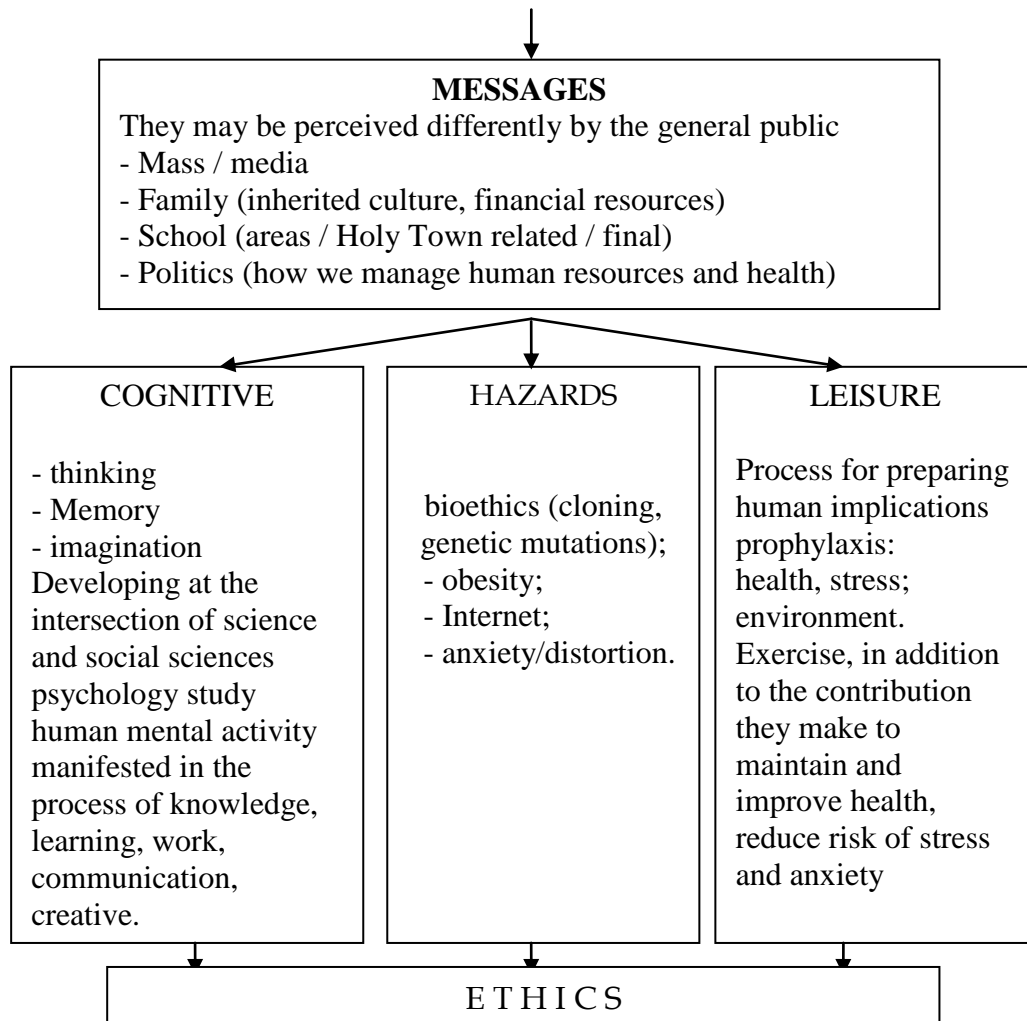 MESSAGES
They may be perceived differently by the general public
- Mass / media
- Family (inherited culture, financial resources)
- School (areas / Holy Town related / final)
- Politics (how we manage human resources and health)
COGNITIVE
- thinking
- Memory
- imagination
Developing at the
intersection of science
and social sciences
psychology study
human mental activity
manifested in the
process of knowledge,
learning, work,
communication,
creative.
HAZARDS
bioethics (cloning,
genetic mutations);
- obesity;
- Internet;
- anxiety/distortion.
LEISURE
Process for preparing
human implications
prophylaxis:
health, stress;
environment.
Exercise, in addition
to the contribution
they make to
maintain and
improve health,
reduce risk of stress
and anxiety
E T H I C S